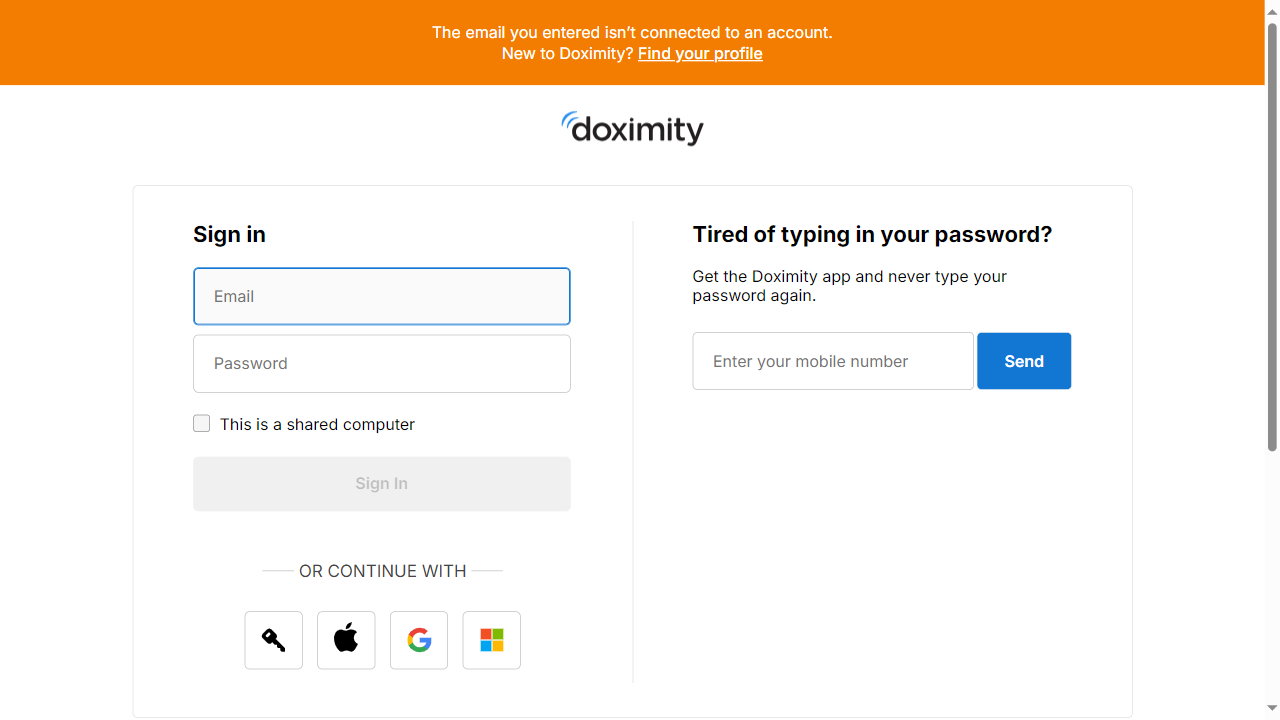 The email you entered isn’t connected to an account.
New to Doximity? Find your profile
doximity
Sign in
Email
Password
This is a shared computer
Sign In
OR CONTINUE WITH
Tired of typing in your password?
Get the Doximity app and never type your
password again.
Enter your mobile number
Send